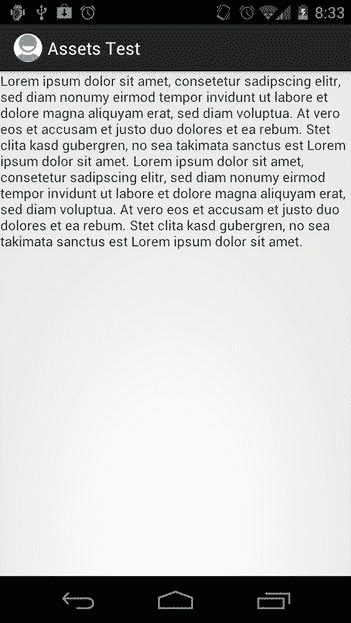 8:33
Assets Test
Lorem ipsum dolor sit amet, consetetur sadipscing elitr,
sed diam nonumy eirmod tempor invidunt ut labore et
dolore magna aliquyam erat, sed diam voluptua. At vero
eos et accusam et justo duo dolores et ea rebum. Stet
clita kasd gubergren, no sea takimata sanctus est Lorem
ipsum dolor sit amet. Lorem ipsum dolor sit amet,
consetetur sadipscing elitr, sed diam nonumy eirmod
tempor invidunt ut labore et dolore magna aliquyam erat,
sed diam voluptua. At vero eos et accusam et justo duo
dolores et ea rebum. Stet clita kasd gubergren, no sea
takimata sanctus est Lorem ipsum dolor sit amet.